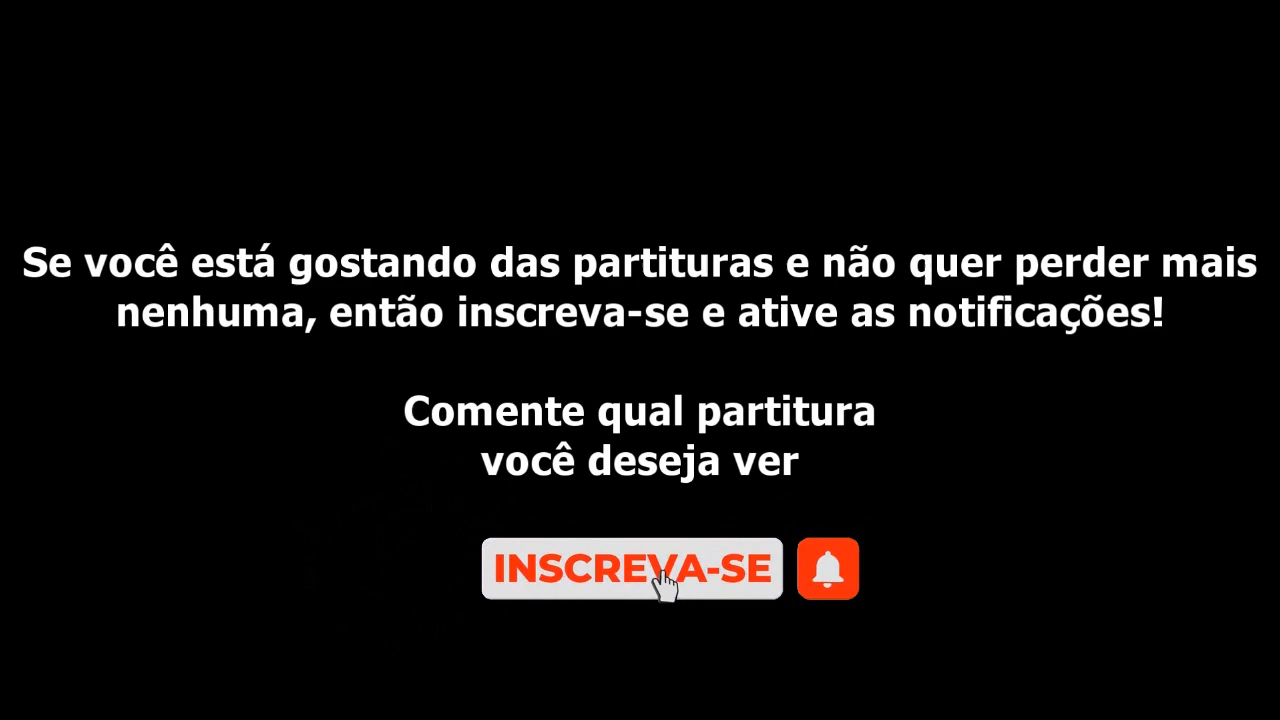 Se você está gostando das partituras e não quer perder mais
nenhuma, então inscreva-se e ative as notificações!
Comente qual partitura
você deseja ver
INSCREVA-SE